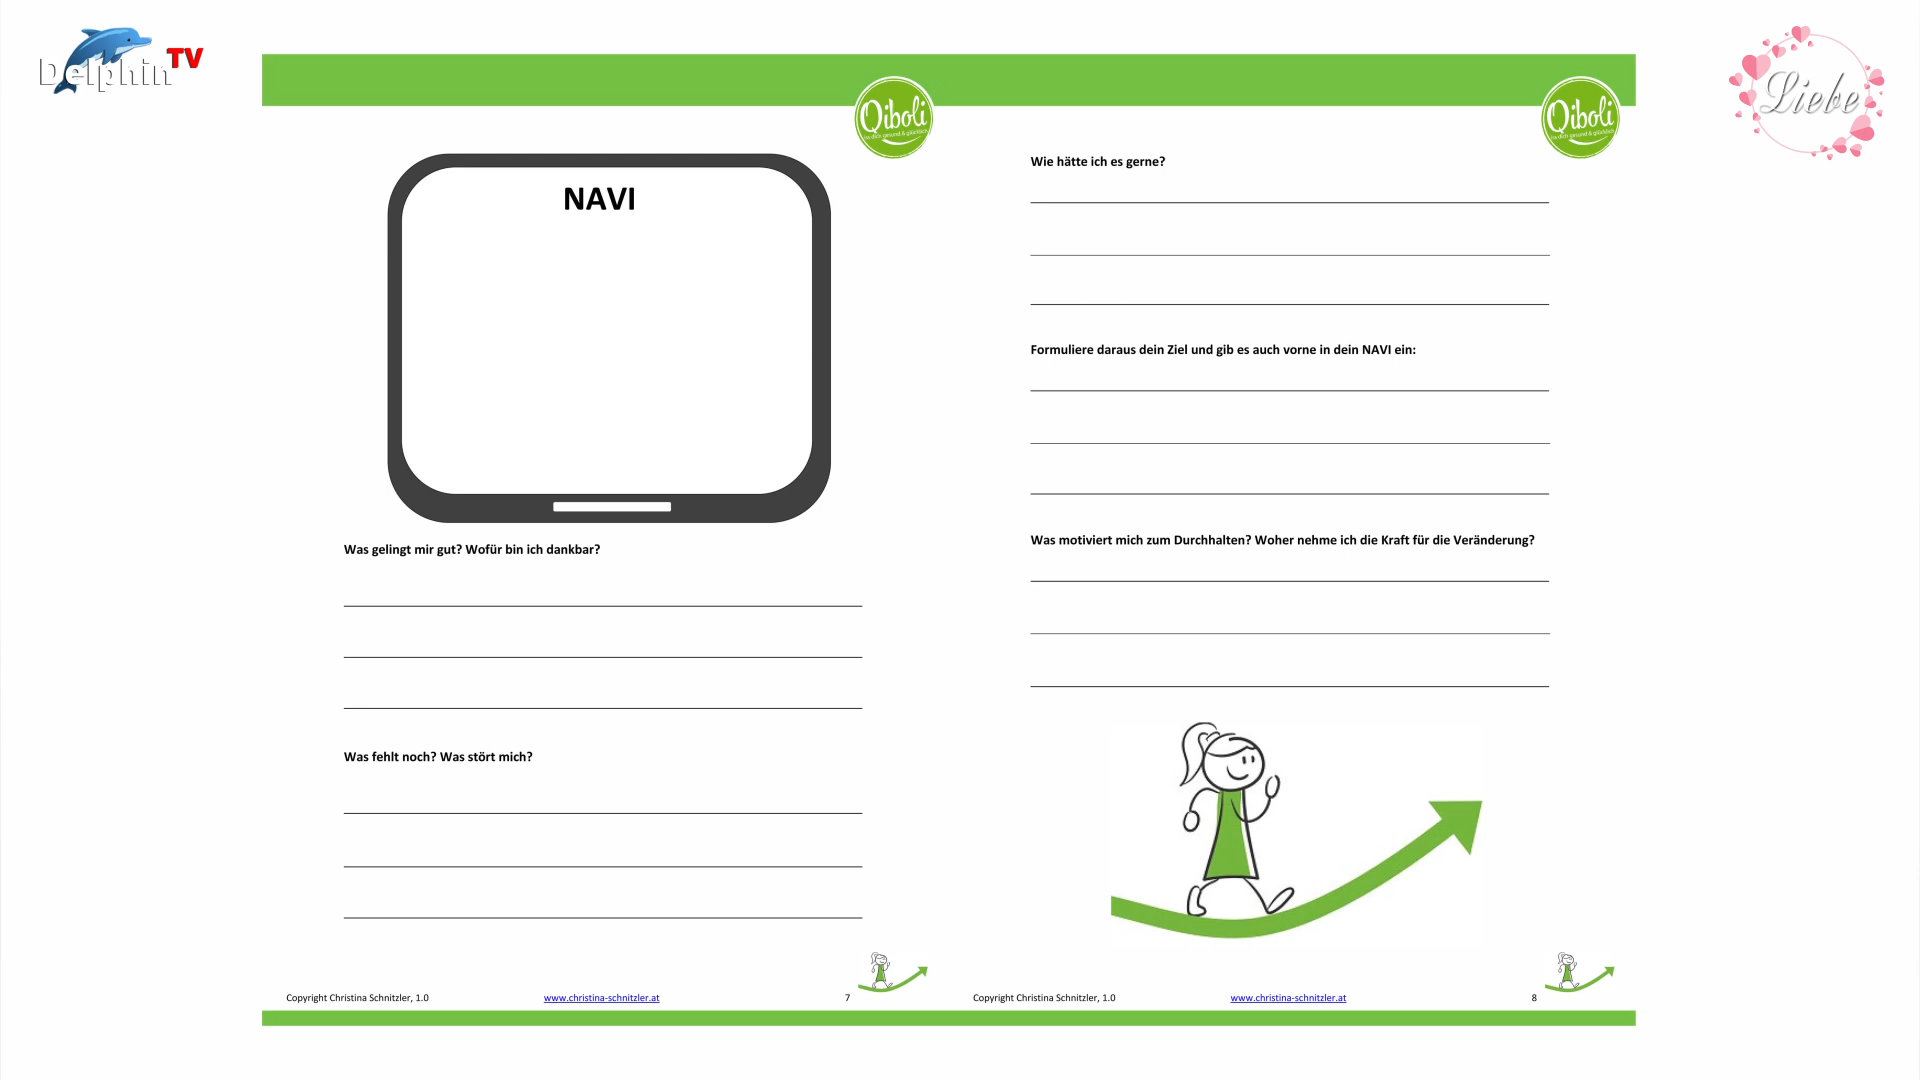 Delphin TV
Liebe
Qiboli
Qiboli
NAVI
Was gelingt mir gut? Wofür bin ich dankbar?
Was fehlt noch? Was stört mich?
Copyright Christina Schnitzler, 1.0
www.christina-schnitzler.at
7
Wie hätte ich es gerne?
Formuliere daraus dein Ziel und gib es auch vorne in dein NAVI ein:
Was motiviert mich zum Durchhalten? Woher nehme ich die Kraft für die Veränderung?
Copyright Christina Schnitzler, 1.0
www.christina-schnitzler.at
8